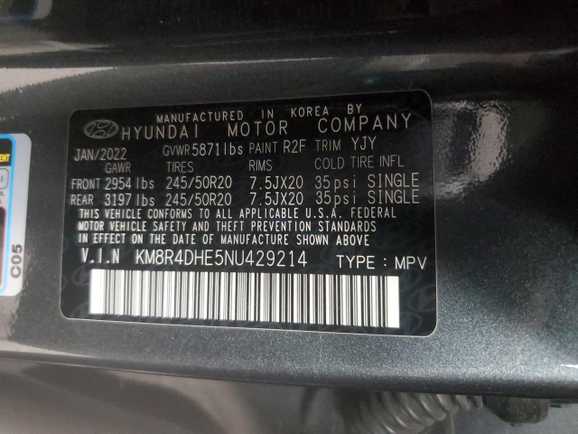 MANUFACTURED IN KOREA BY
HYUNDAI MOTOR COMPANY
JAN/2022 GVWR 5871lbs PAINT R2F TRIM YJY
GAWR TIRES RIMS COLD TIRE INFL
FRONT 2954 lbs 245/50R20 7.5JX20 35psi SINGLE
REAR 3197 lbs 245/50R20 7.5JX20 35psi SINGLE
THIS VEHICLE CONFORMS TO ALL APPLICABLE U.S.A. FEDERAL
MOTOR VEHICLE SAFETY AND THEFT PREVENTION STANDARDS
IN EFFECT ON THE DATE OF MANUFACTURE SHOWN ABOVE.
V.I.N KM8R4DHE5NU429214 TYPE : MPV
C05